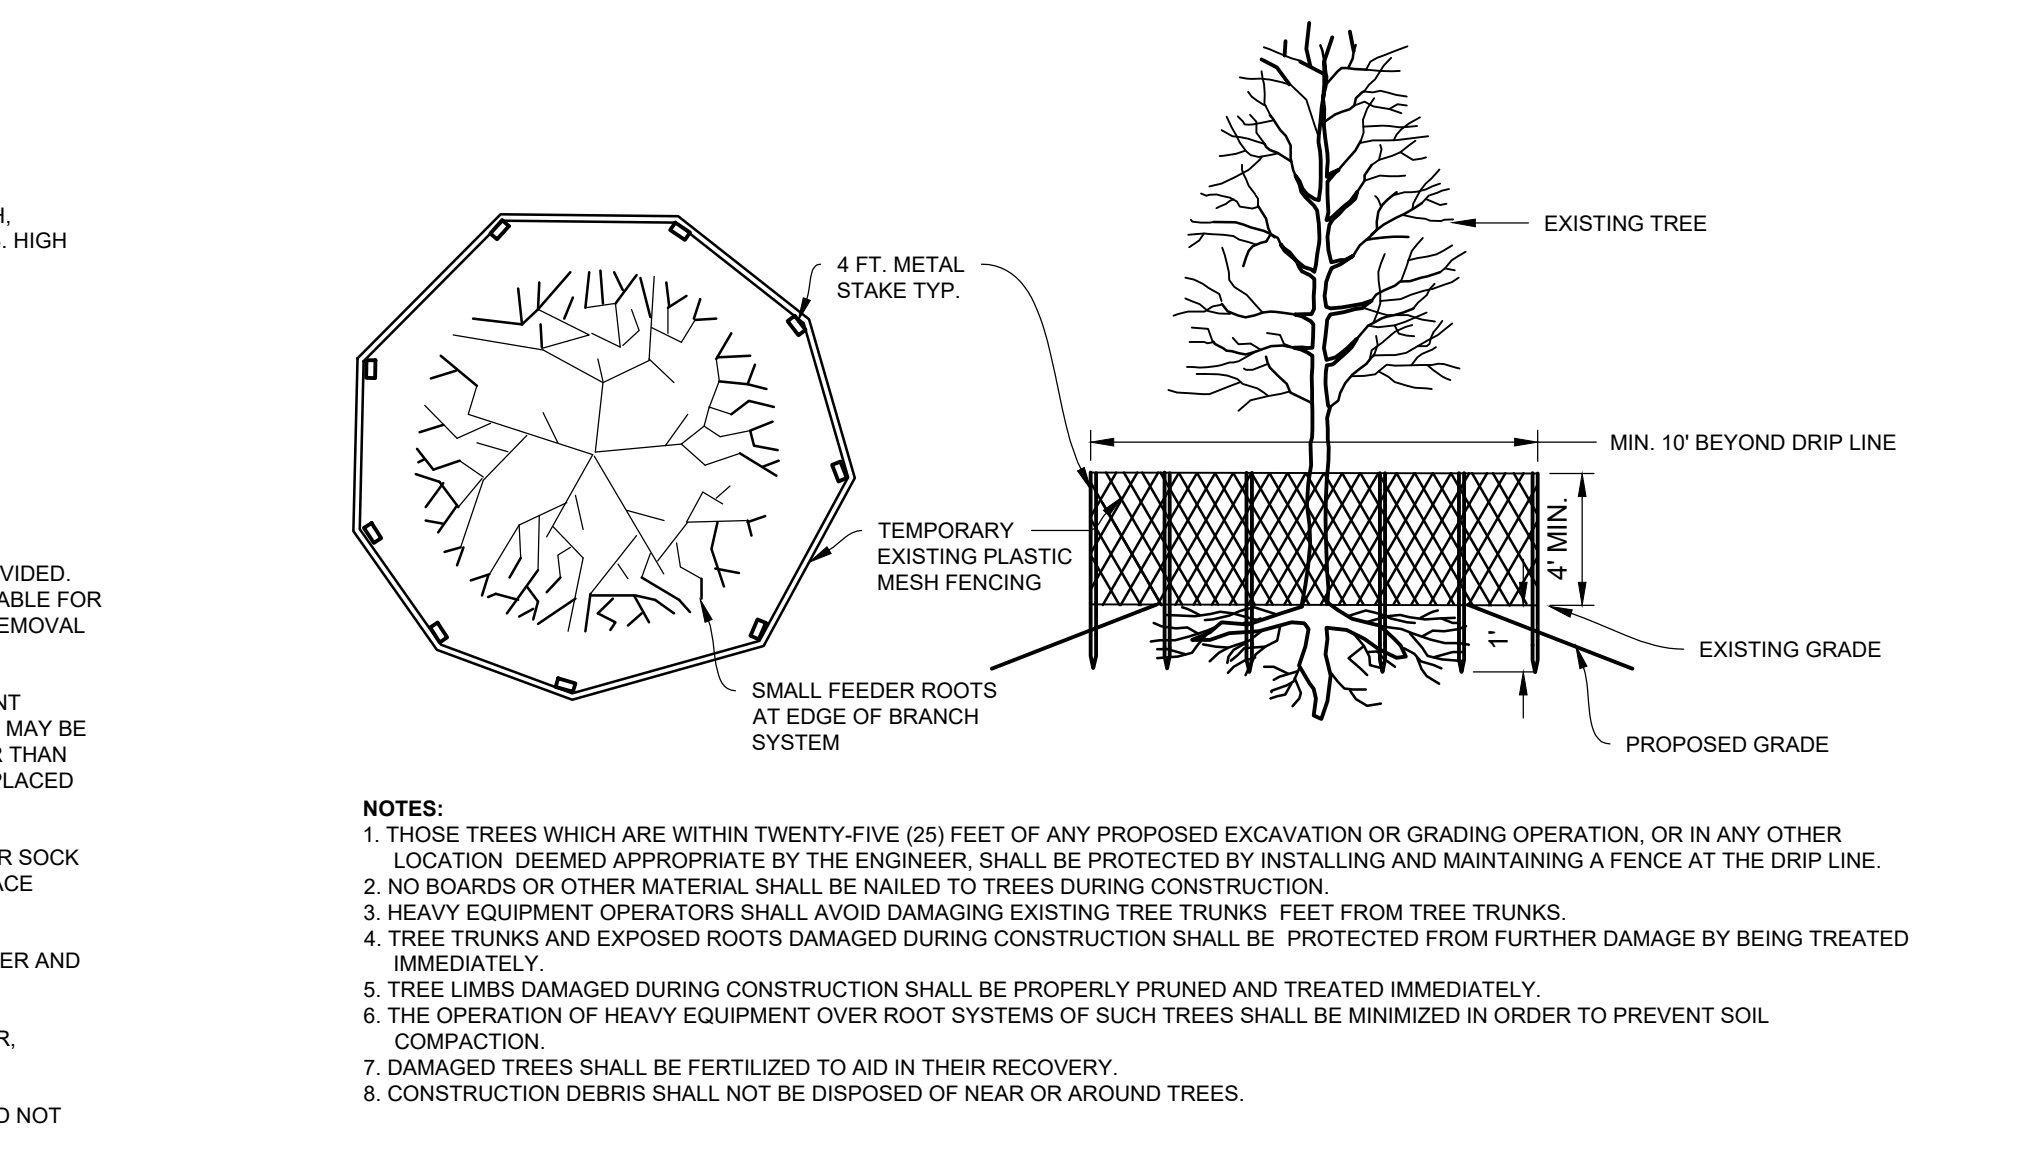 HIGH
FOR
MAY BE
THAN
SOCK
AND
NOT
EXISTING TREE
4 FT. METAL
STAKE TYP.
MIN. 10' BEYOND DRIP LINE
4' MIN.
TEMPORARY
EXISTING PLASTIC
MESH FENCING
1'
EXISTING GRADE
SMALL FEEDER ROOTS
AT EDGE OF BRANCH
SYSTEM
PROPOSED GRADE
NOTES:
1. THOSE TREES WHICH ARE WITHIN TWENTY-FIVE (25) FEET OF ANY PROPOSED EXCAVATION OR GRADING OPERATION, OR IN ANY OTHER
LOCATION DEEMED APPROPRIATE BY THE ENGINEER, SHALL BE PROTECTED BY INSTALLING AND MAINTAINING A FENCE AT THE DRIP LINE.
2. NO BOARDS OR OTHER MATERIAL SHALL BE NAILED TO TREES DURING CONSTRUCTION.
3. HEAVY EQUIPMENT OPERATORS SHALL AVOID DAMAGING EXISTING TREE TRUNKS FEET FROM TREE TRUNKS.
4. TREE TRUNKS AND EXPOSED ROOTS DAMAGED DURING CONSTRUCTION SHALL BE PROTECTED FROM FURTHER DAMAGE BY BEING TREATED
IMMEDIATELY.
5. TREE LIMBS DAMAGED DURING CONSTRUCTION SHALL BE PROPERLY PRUNED AND TREATED IMMEDIATELY.
6. THE OPERATION OF HEAVY EQUIPMENT OVER ROOT SYSTEMS OF SUCH TREES SHALL BE MINIMIZED IN ORDER TO PREVENT SOIL
COMPACTION.
7. DAMAGED TREES SHALL BE FERTILIZED TO AID IN THEIR RECOVERY.
8. CONSTRUCTION DEBRIS SHALL NOT BE DISPOSED OF NEAR OR AROUND TREES.